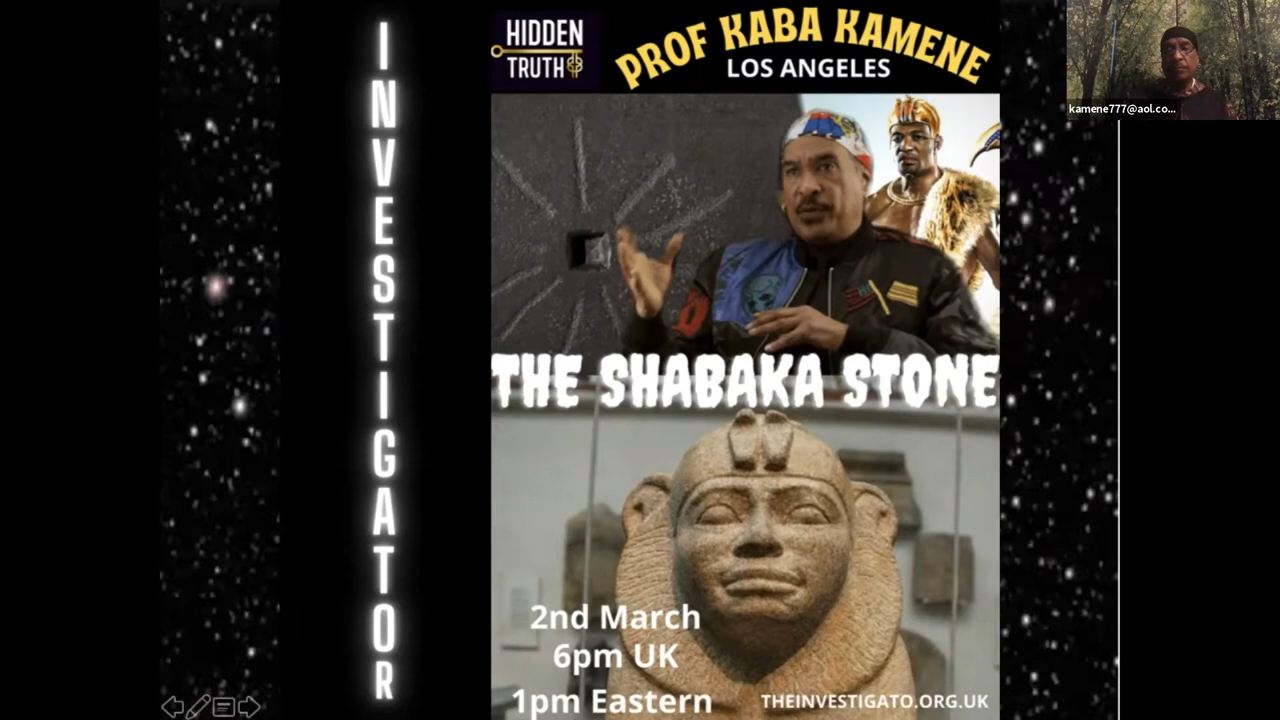 INVESTIGATOR
HIDDEN
TRUTH
PROF KABA KAMENE
LOS ANGELES
kamene777@aol.co...
THE SHABAKA STONE
2nd March
6pm UK
1pm Eastern
THEINVESTIGATO.ORG.UK